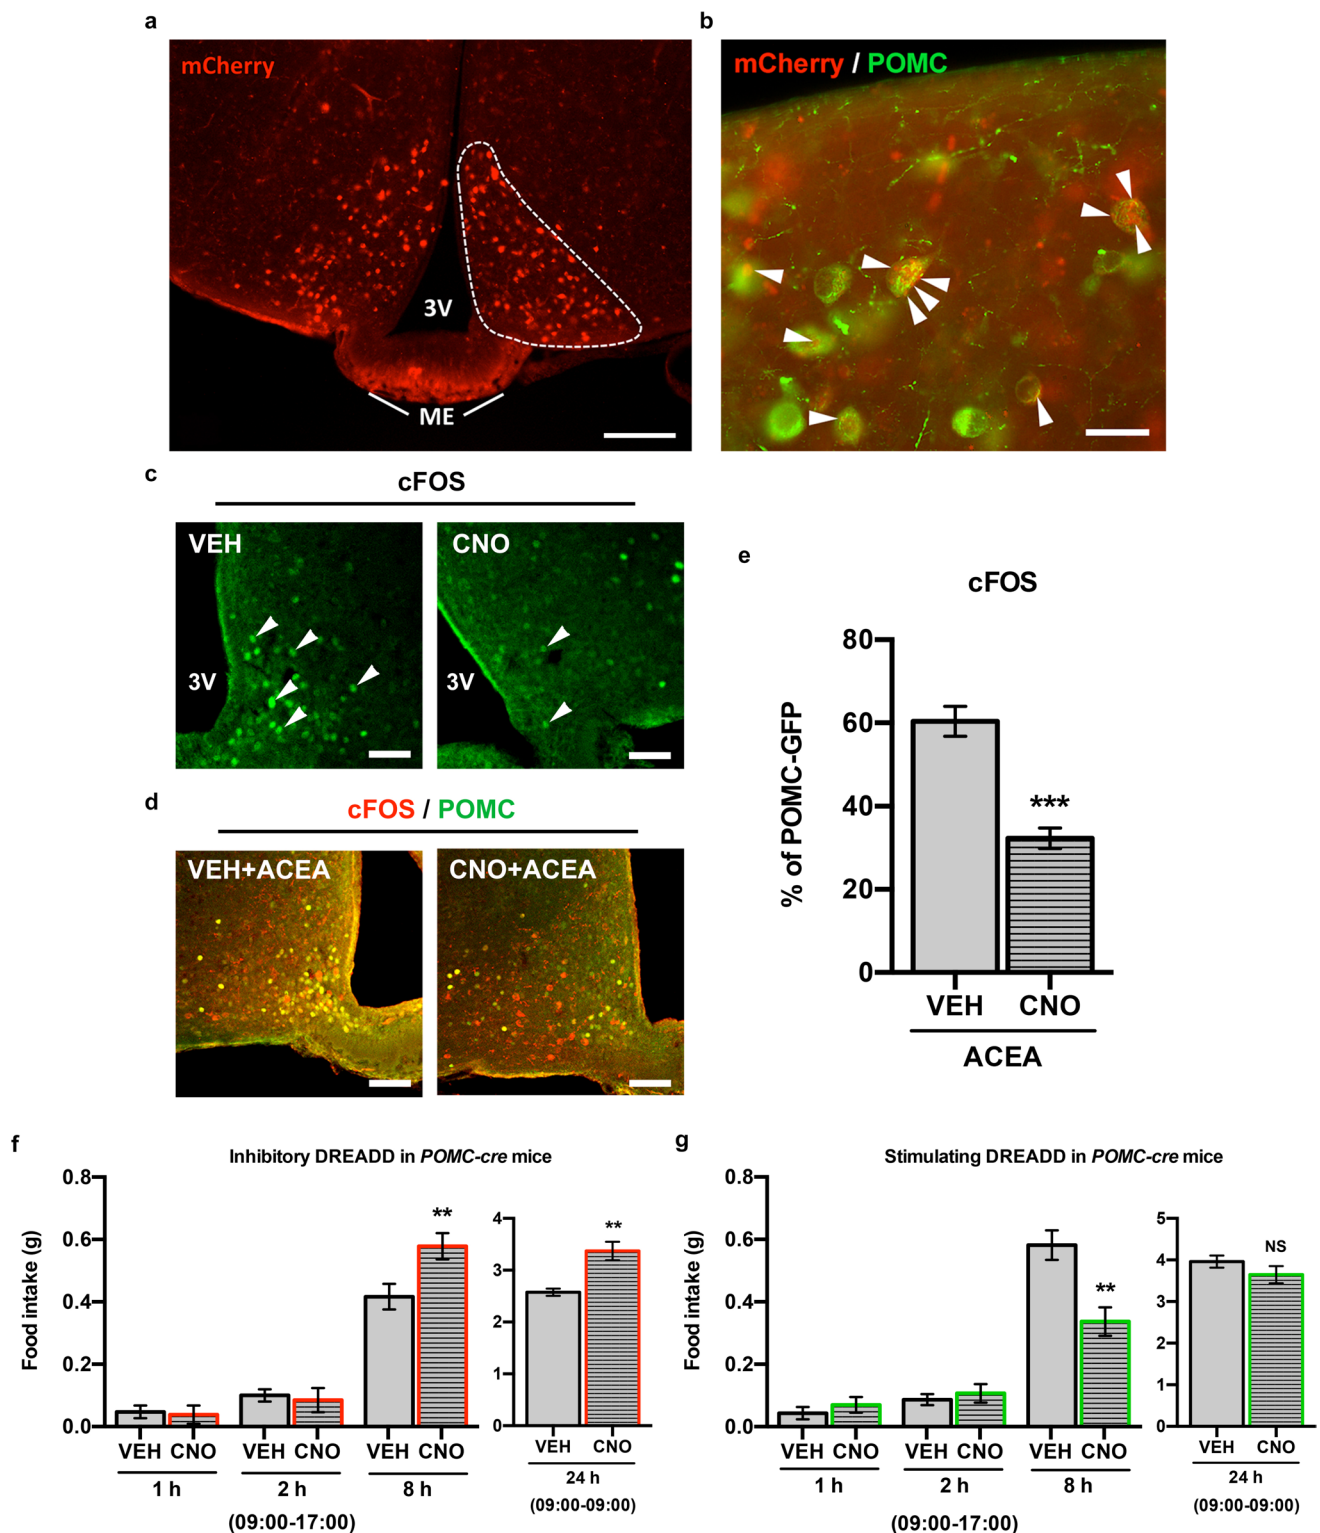 a
mCherry
3V
ME
b
mCherry / POMC
c
cFOS
VEH
3V
CNO
3V
d
cFOS / POMC
VEH+ACEA
CNO+ACEA
e
cFOS
% of POMC-GFP
80
60
40
20
0
***
VEH CNO
ACEA
f
Inhibitory DREADD in POMC-cre mice
Food intake (g)
0.8
0.6
0.4
0.2
0.0
**
VEH CNO VEH CNO VEH CNO
1 h 2 h 8 h
(09:00-17:00)
4
3
2
1
0
**
VEH CNO
24 h
(09:00-09:00)
g
Stimulating DREADD in POMC-cre mice
Food intake (g)
0.8
0.6
0.4
0.2
0.0
**
VEH CNO VEH CNO VEH CNO
1 h 2 h 8 h
(09:00-17:00)
5
4
3
2
1
0
NS
VEH CNO
24 h
(09:00-09:00)